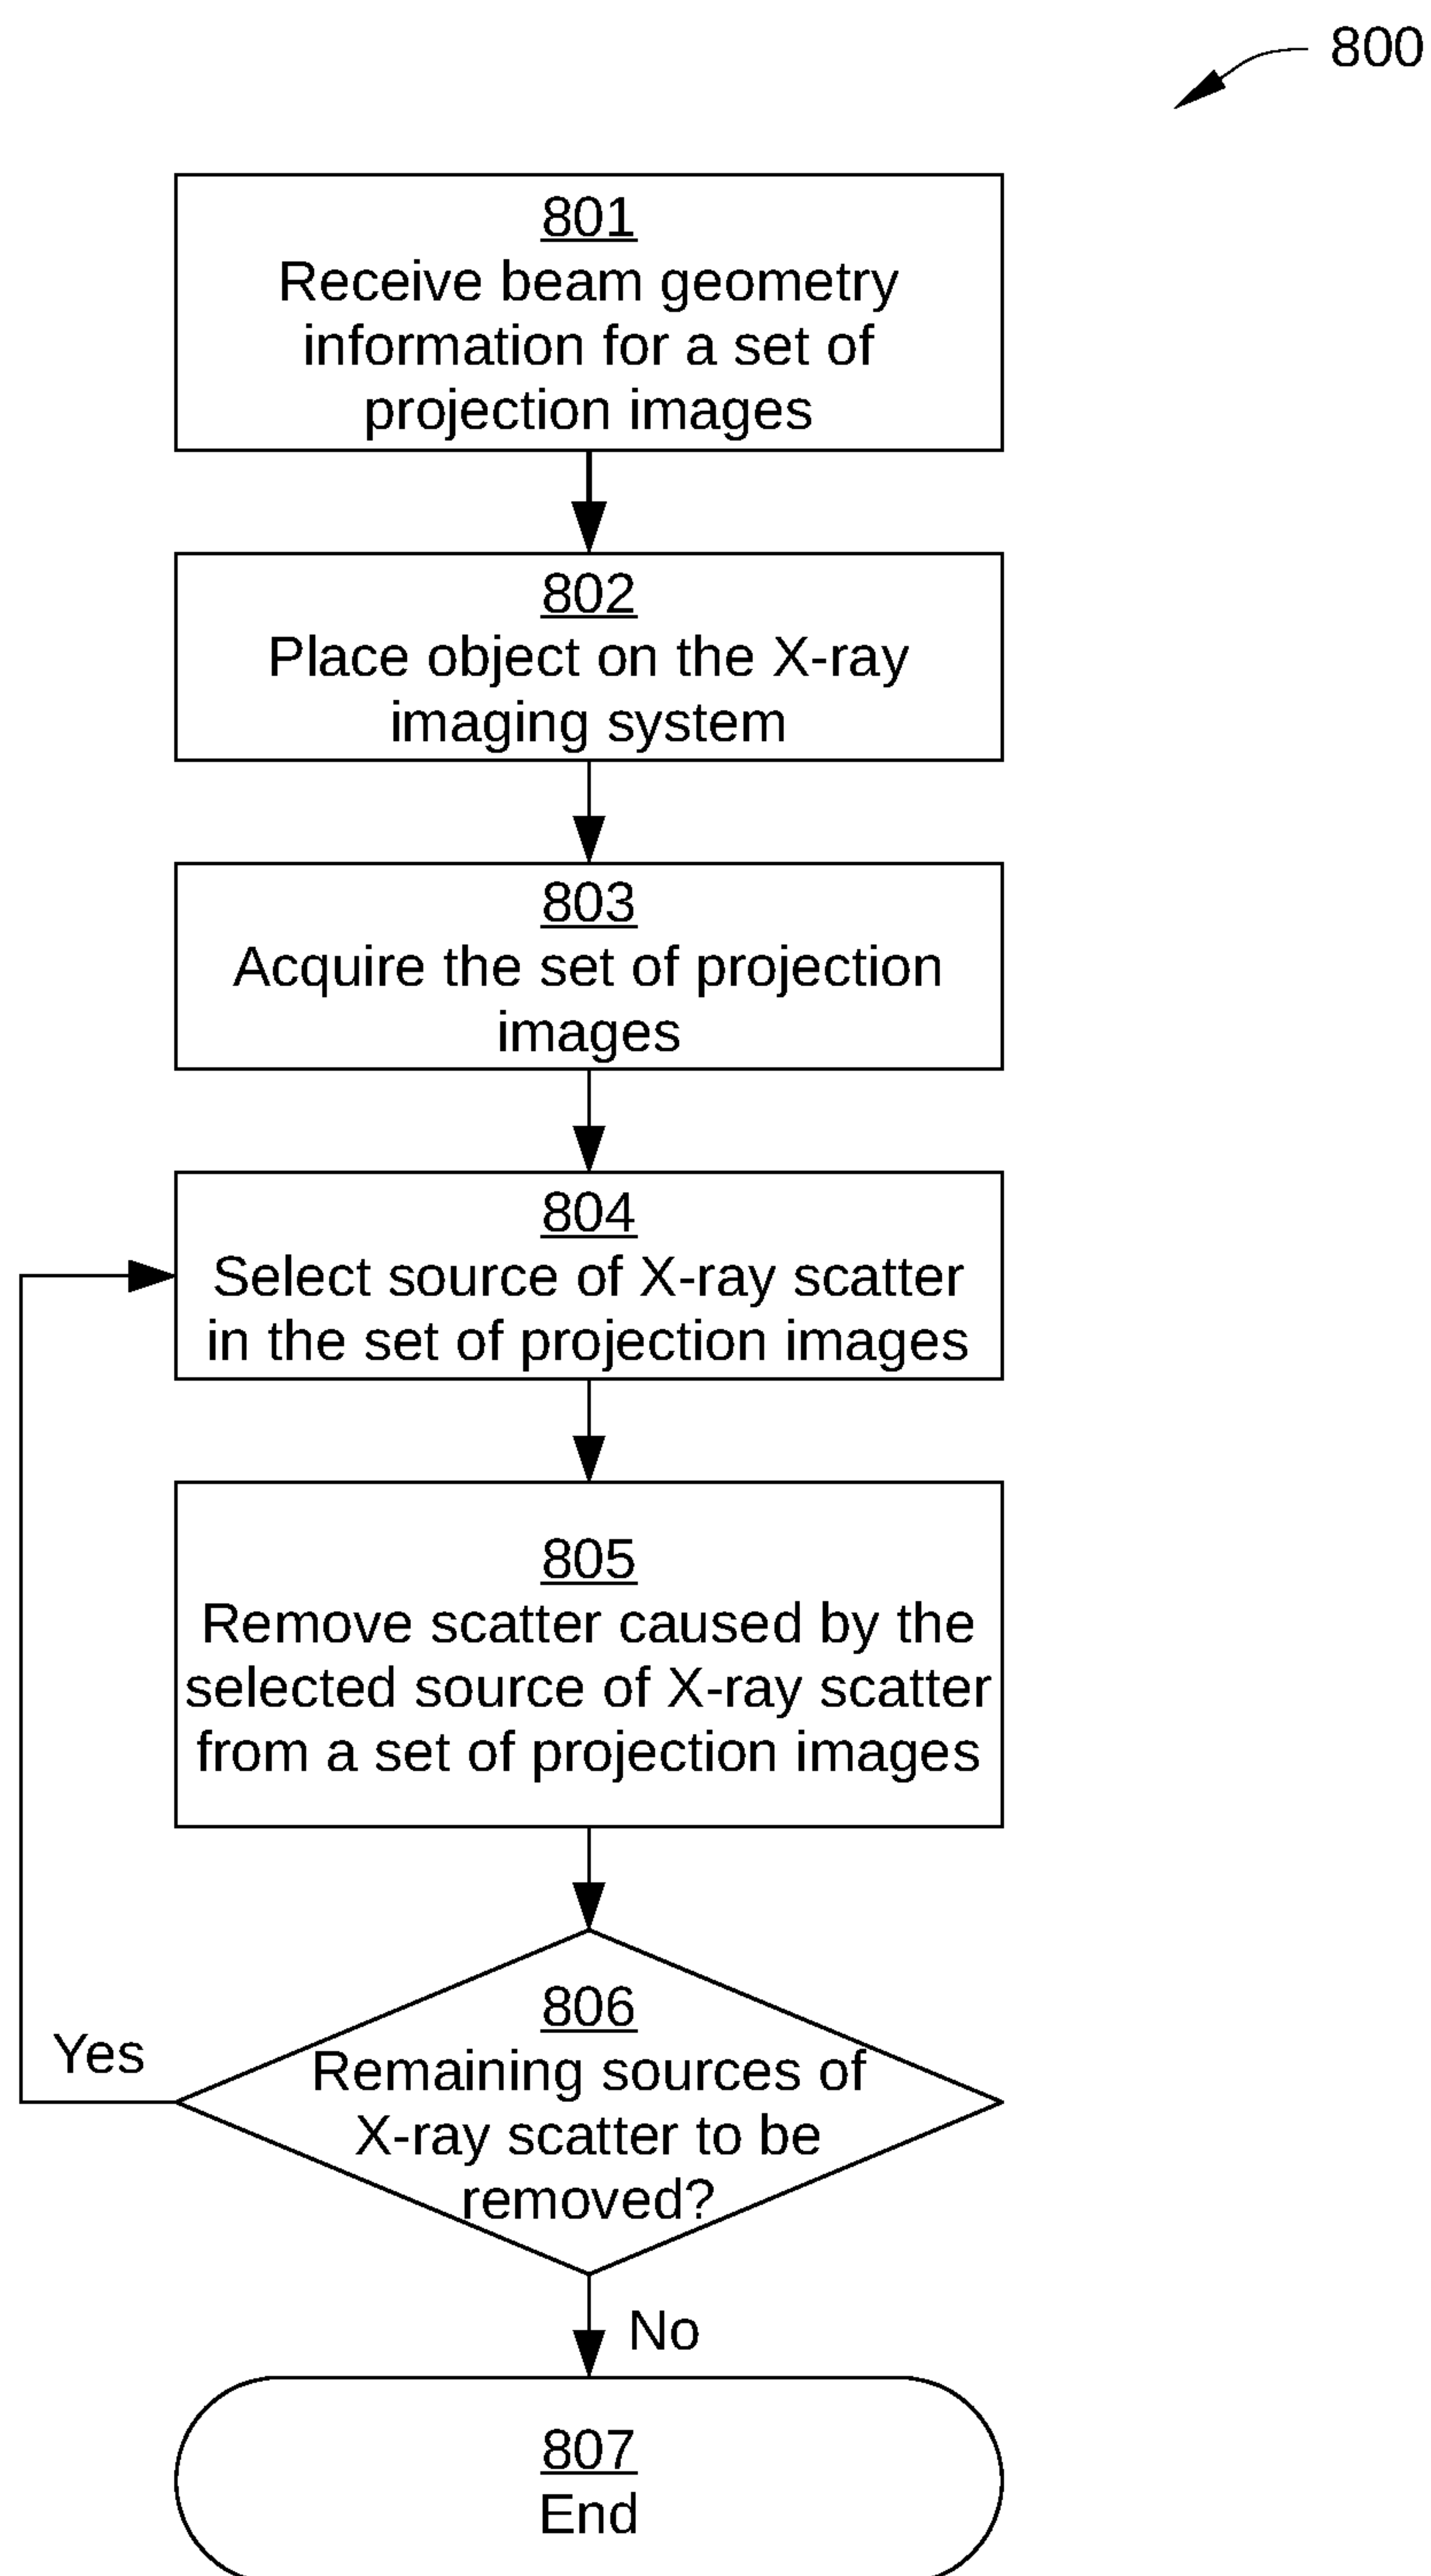 800
801
Receive beam geometry
information for a set of
projection images
802
Place object on the X-ray
imaging system
803
Acquire the set of projection
images
804
Select source of X-ray scatter
in the set of projection images
805
Remove scatter caused by the
selected source of X-ray scatter
from a set of projection images
806
Remaining sources of
X-ray scatter to be
removed?
Yes
No
807
End